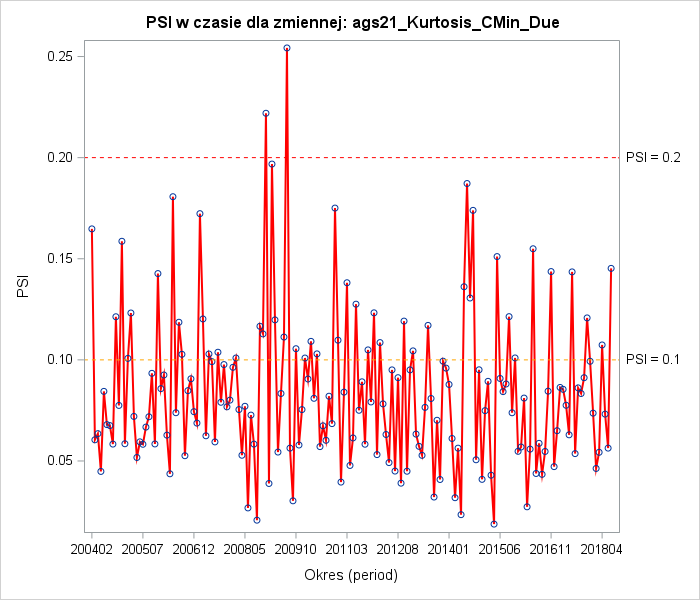 PSI w czasie dla zmiennej: ags21_Kurtosis_CMin_Due
0.25
0.20
PSI = 0.2
0.15
PSI
0.10
PSI = 0.1
0.05
200402 200507 200612 200805 200910 201103 201208 201401 201506 201611 201804
Okres (period)